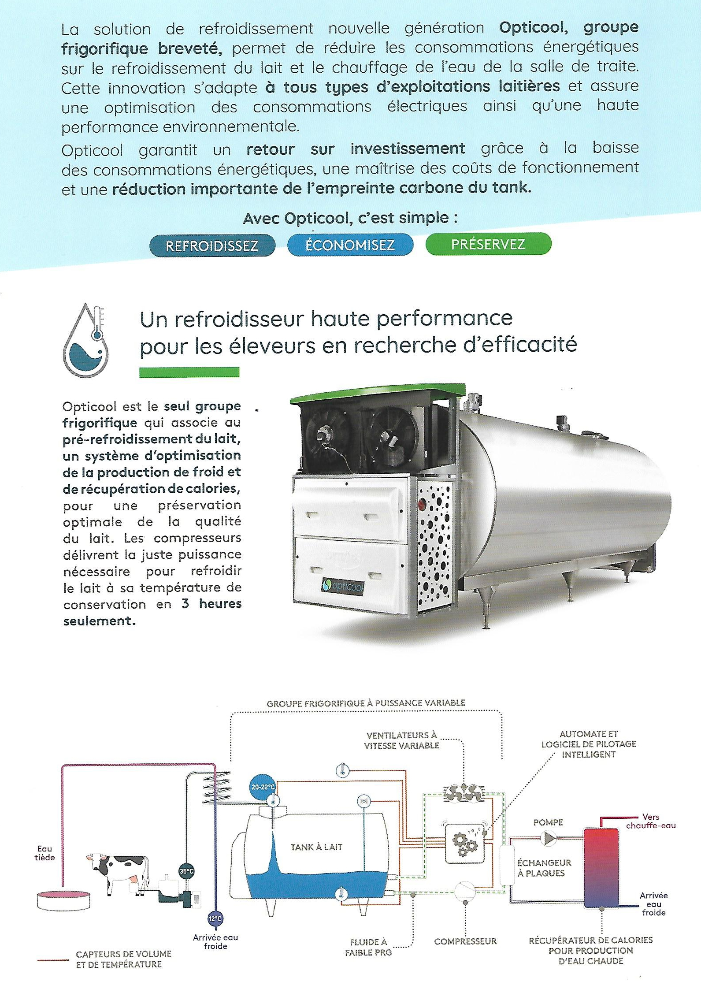 La solution de refroidissement nouvelle génération Opticool, groupe
frigorifique breveté, permet de réduire les consommations énergétiques
sur le refroidissement du lait et le chauffage de l'eau de la salle de traite.
Cette innovation s'adapte à tous types d'exploitations laitières et assure
une optimisation des consommations électriques ainsi qu'une haute
performance environnementale.
Opticool garantit un retour sur investissement grâce à la baisse
des consommations énergétiques, une maîtrise des coûts de fonctionnement
et une réduction importante de l'empreinte carbone du tank.
Avec Opticool, c'est simple :
REFROIDISSEZ
ÉCONOMISEZ
PRÉSERVEZ
Un refroidisseur haute performance
pour les éleveurs en recherche d'efficacité
Opticool est le seul groupe
frigorifique qui associe au
pré-refroidissement du lait,
un système d'optimisation
de la production de froid et
de récupération de calories,
pour une préservation
optimale de la qualité
du lait. Les compresseurs
délivrent la juste puissance
nécessaire pour refroidir
le lait à sa température de
conservation en 3 heures
seulement.
opticool
GROUPE FRIGORIFIQUE À PUISSANCE VARIABLE
VENTILATEURS À
VITESSE VARIABLE
AUTOMATE ET
LOGICIEL DE PILOTAGE
INTELLIGENT
20-22°C
Vers
chauffe-eau
POMPE
TANK À LAIT
Eau
tiède
35°C
ÉCHANGEUR
À PLAQUES
Arrivée
eau
froide
12°C
Arrivée eau
froide
FLUIDE À
FAIBLE PRG
COMPRESSEUR
RÉCUPÉRATEUR DE CALORIES
POUR PRODUCTION
D'EAU CHAUDE
CAPTEURS DE VOLUME
ET DE TEMPÉRATURE